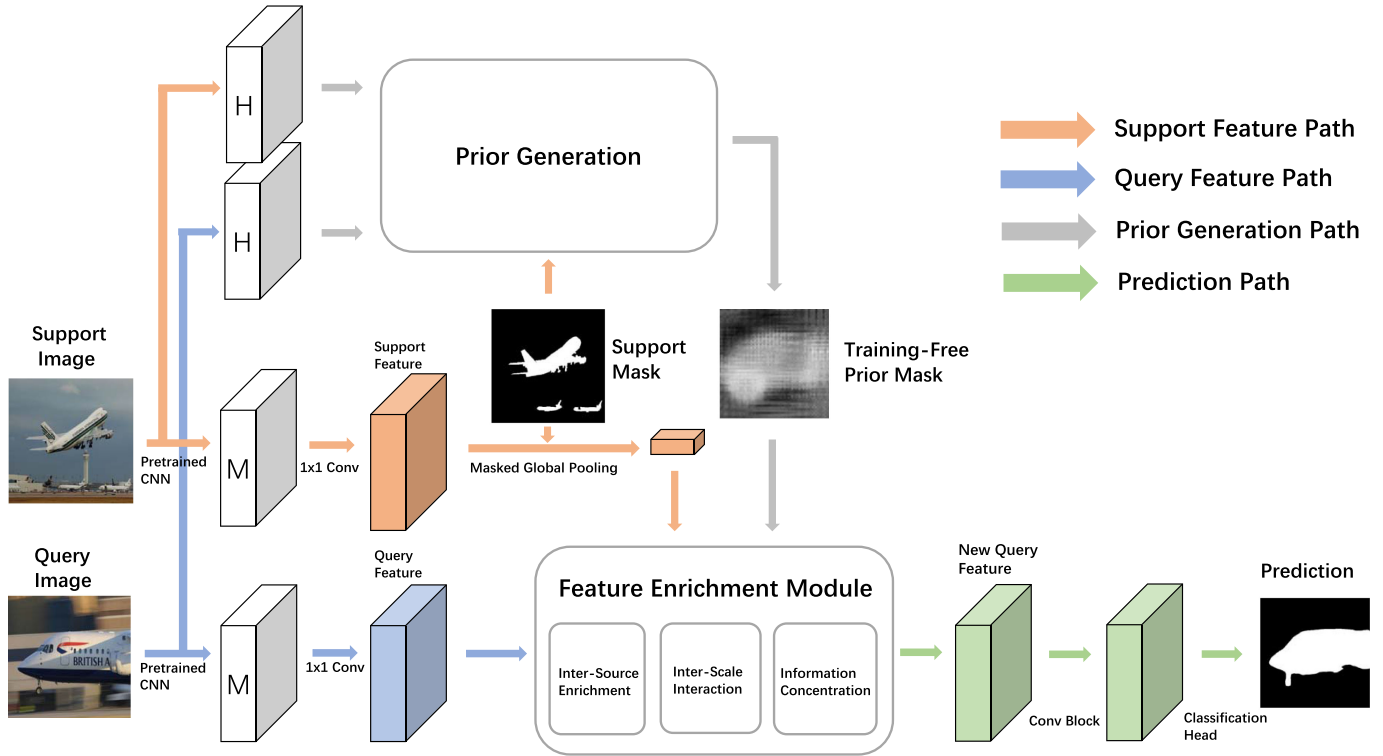 H
H
Prior Generation
Support Feature Path
Query Feature Path
Prior Generation Path
Prediction Path
Support
Image
Pretrained
CNN
M
1x1 Conv
Support
Feature
Support
Mask
Masked Global Pooling
Training-Free
Prior Mask
Query
Image
BRITISH A
Pretrained
CNN
M
1x1 Conv
Query
Feature
Feature Enrichment Module
Inter-Source
Enrichment
Inter-Scale
Interaction
Information
Concentration
New Query
Feature
Conv Block
Classification
Head
Prediction